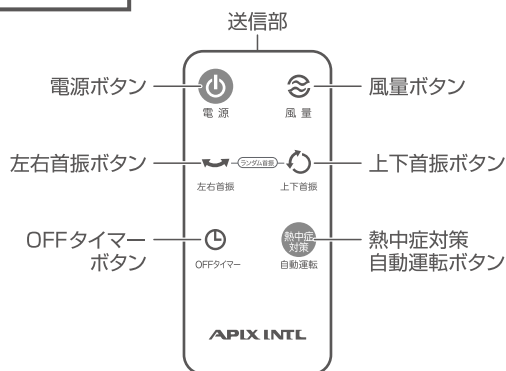 送信部
電源ボタン
風量ボタン
電源
風量
左右首振ボタン
ランダム首振
上下首振ボタン
左右首振
上下首振
OFFタイマー
ボタン
熱中症
対策
熱中症対策
自動運転ボタン
OFFタイマー
自動運転
APIX INTL